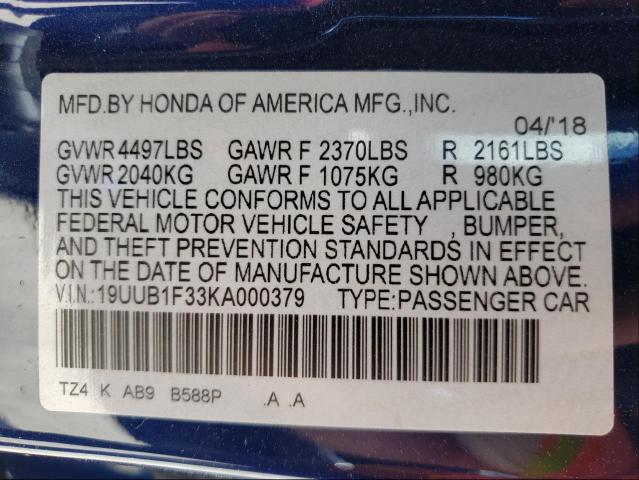 MFD.BY HONDA OF AMERICA MFG.,INC.
04/'18
GVWR 4497LBS GAWR F 2370LBS R 2161LBS
GVWR 2040KG GAWR F 1075KG R 980KG
THIS VEHICLE CONFORMS TO ALL APPLICABLE
FEDERAL MOTOR VEHICLE SAFETY , BUMPER,
AND THEFT PREVENTION STANDARDS IN EFFECT
ON THE DATE OF MANUFACTURE SHOWN ABOVE.
V.I.N.:19UUB1F33KA000379 TYPE:PASSENGER CAR
TZ4 K AB9 B588P .A .A